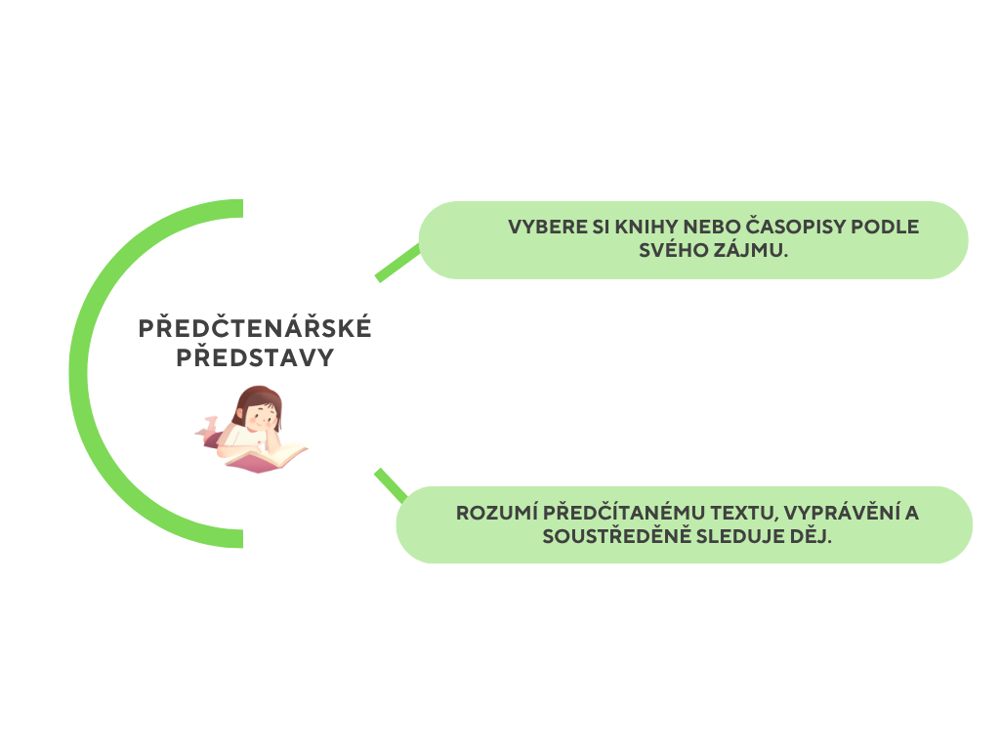 PŘEDČTENÁŘSKÉ
PŘEDSTAVY
VYBERE SI KNIHY NEBO ČASOPISY PODLE
SVÉHO ZÁJMU.
ROZUMÍ PŘEDČÍTANÉMU TEXTU, VYPRÁVĚNÍ A
SOUSTŘEDĚNĚ SLEDUJE DĚJ.